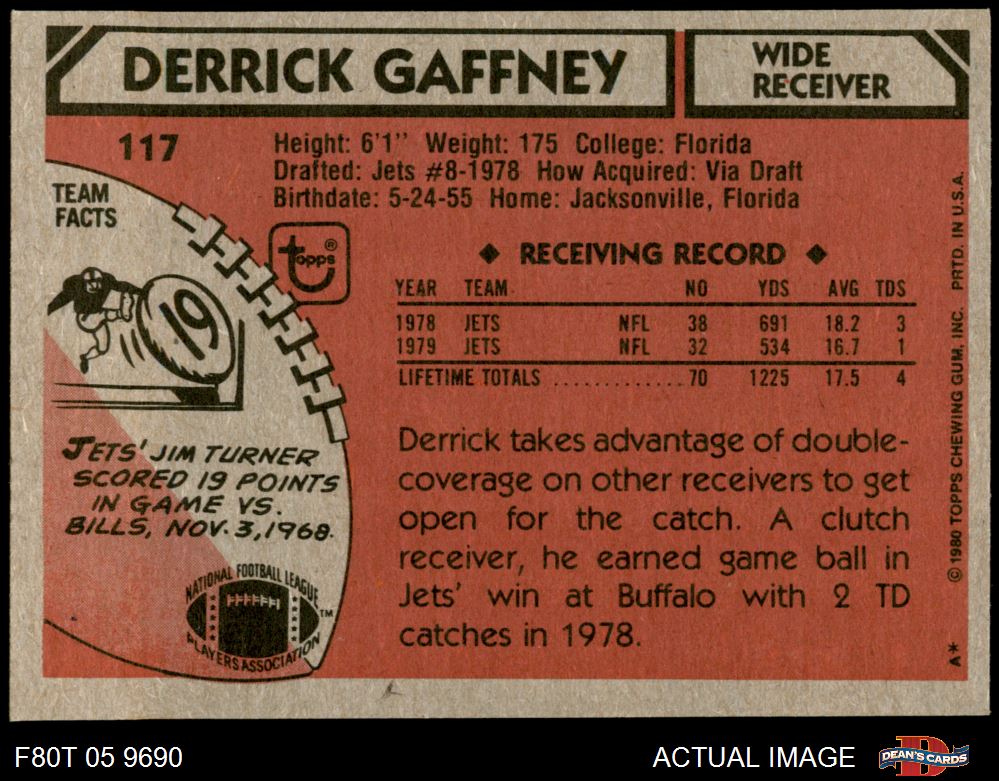 DERRICK GAFFNEY
WIDE
RECEIVER
117
Height: 6'1" Weight: 175 College: Florida
Drafted: Jets #8-1978 How Acquired: Via Draft
Birthdate: 5-24-55 Home: Jacksonville, Florida
TEAM
FACTS
19
topps®
◆ RECEIVING RECORD ◆
YEAR TEAM NO YDS AVG TDS
1978 JETS NFL 38 691 18.2 3
1979 JETS NFL 32 534 16.7 1
LIFETIME TOTALS ............ 70 1225 17.5 4
JETS' JIM TURNER
SCORED 19 POINTS
IN GAME VS.
BILLS, NOV. 3, 1968.
Derrick takes advantage of double-
coverage on other receivers to get
open for the catch. A clutch
receiver, he earned game ball in
Jets' win at Buffalo with 2 TD
catches in 1978.
NATIONAL FOOTBALL LEAGUE
PLAYERS ASSOCIATION
™
A* © 1980 TOPPS CHEWING GUM, INC. PRTD. IN U.S.A.
F80T 05 9690
ACTUAL IMAGE
DEAN'S CARDS